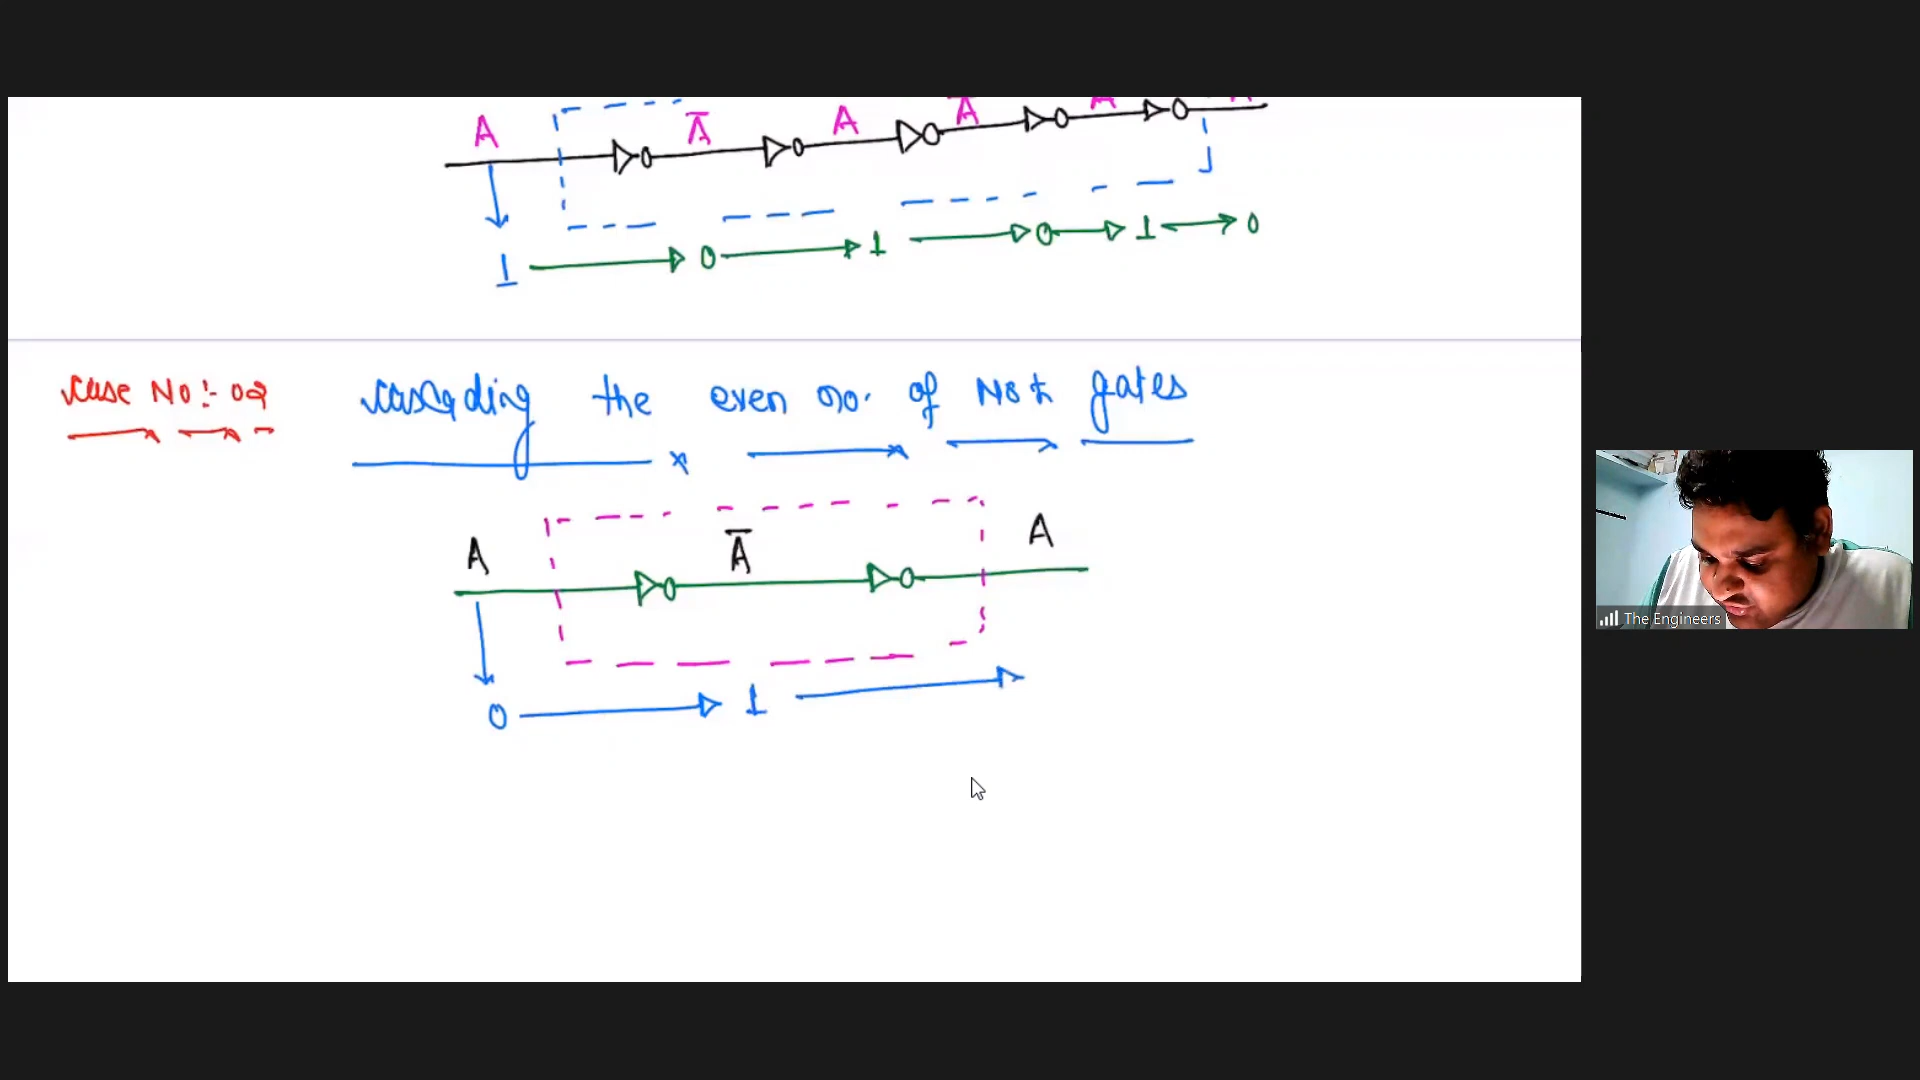 A Ā A Ā A
1 0 1 0 1 0
Case No:- 02 cascading the even no. of Not gates
A Ā A
0 1
The Engineers